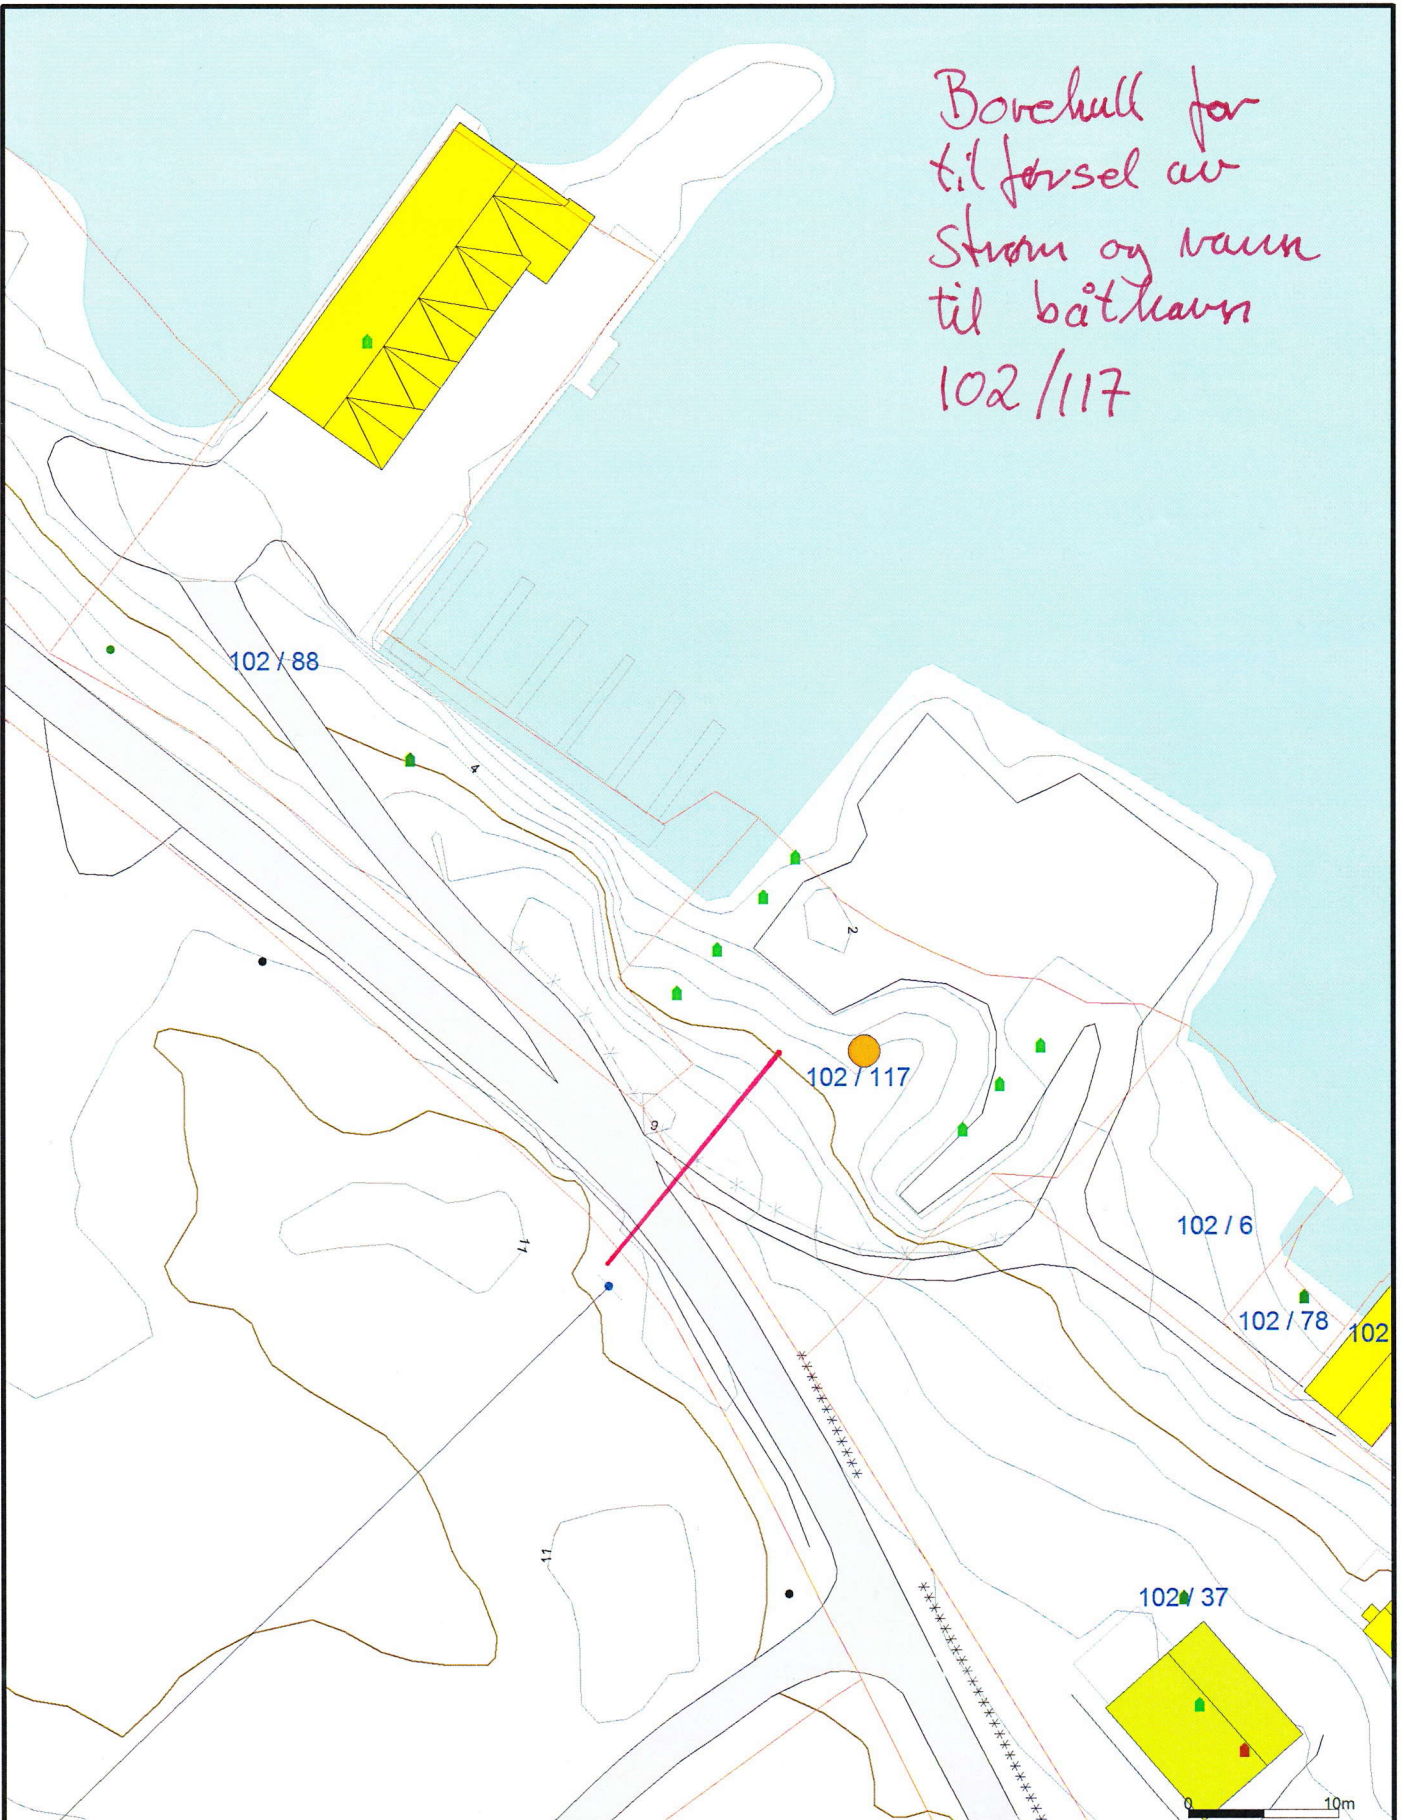 Borehull for
tilførsel av
strøm og vann
til båthavn
102/117
102 / 88
4
2
102 / 117
9
11
102 / 6
102 / 78
102
11
102 / 37
0 10m